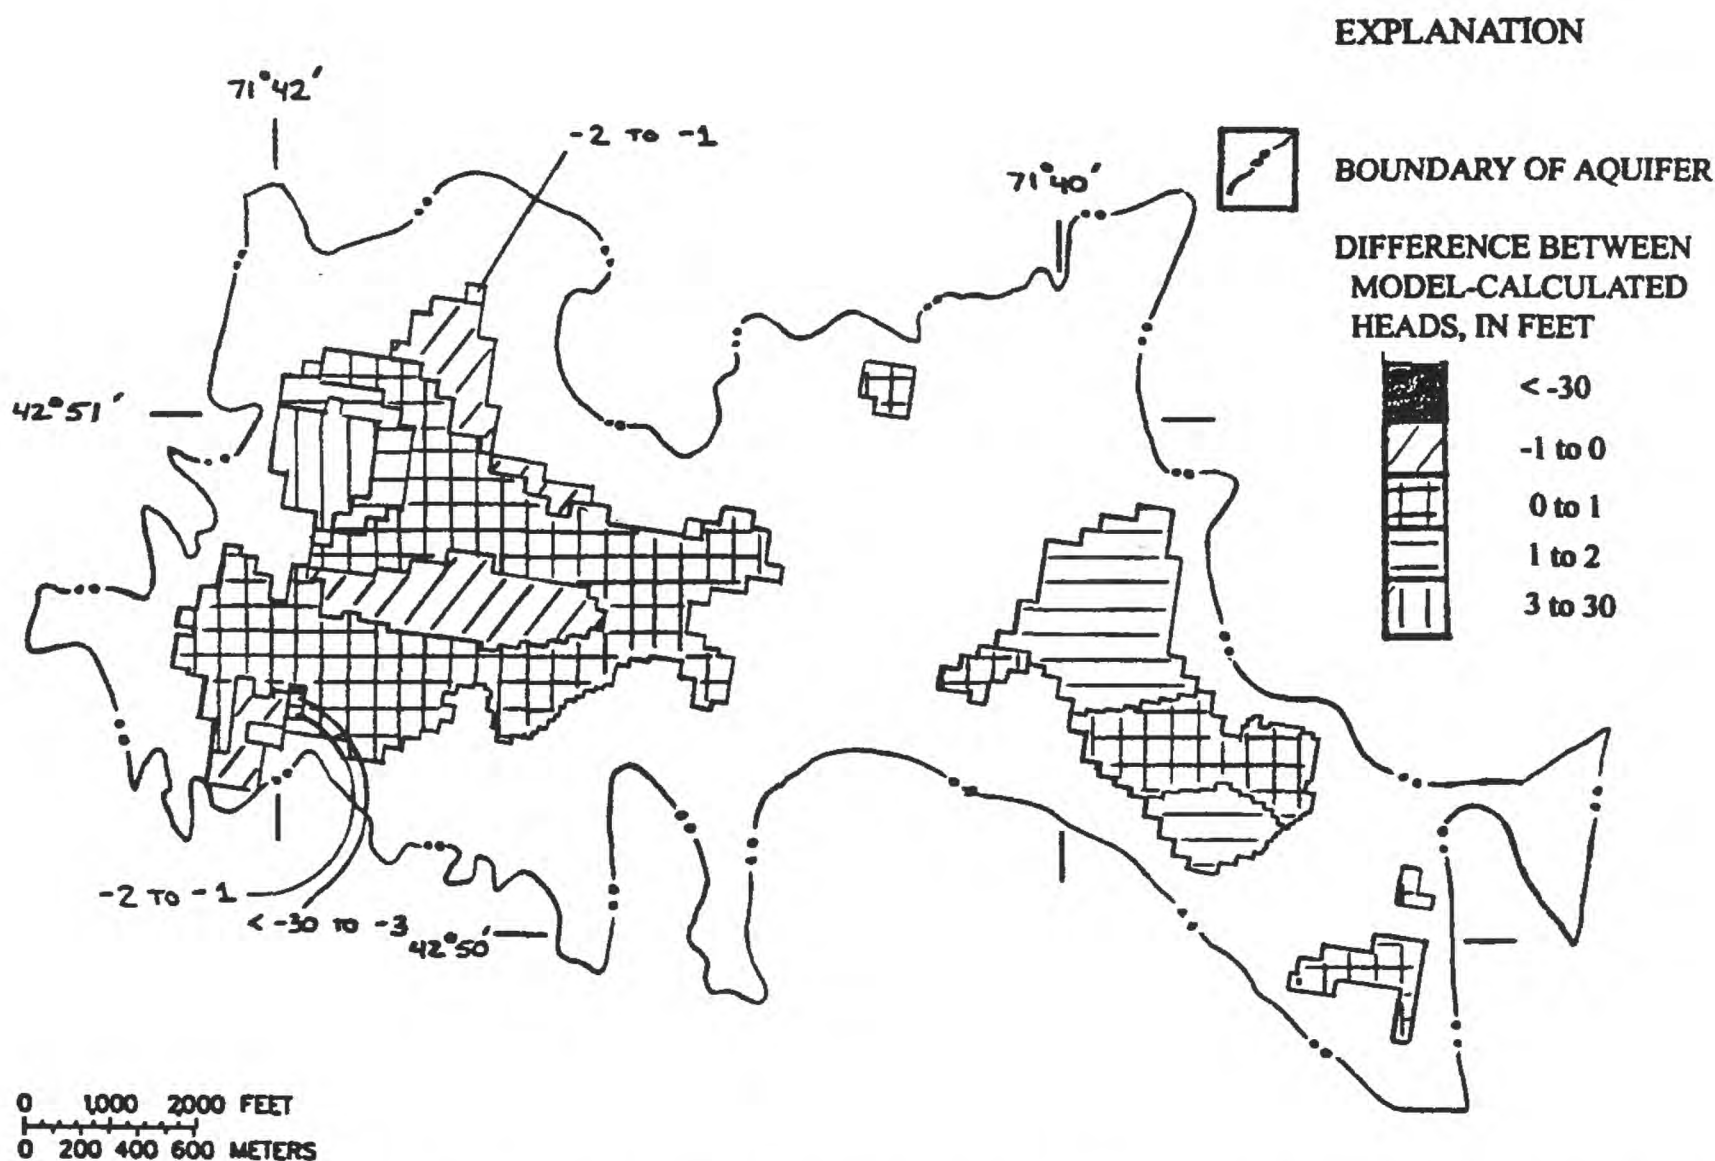 EXPLANATION
71°42'
-2 TO -1
71°40'
BOUNDARY OF AQUIFER
DIFFERENCE BETWEEN
MODEL-CALCULATED
HEADS, IN FEET
< -30
42°51'
-1 to 0
0 to 1
1 to 2
3 to 30
-2 TO -1
< -30 TO -3
42°50'
0 1,000 2,000 FEET
0 200 400 600 METERS